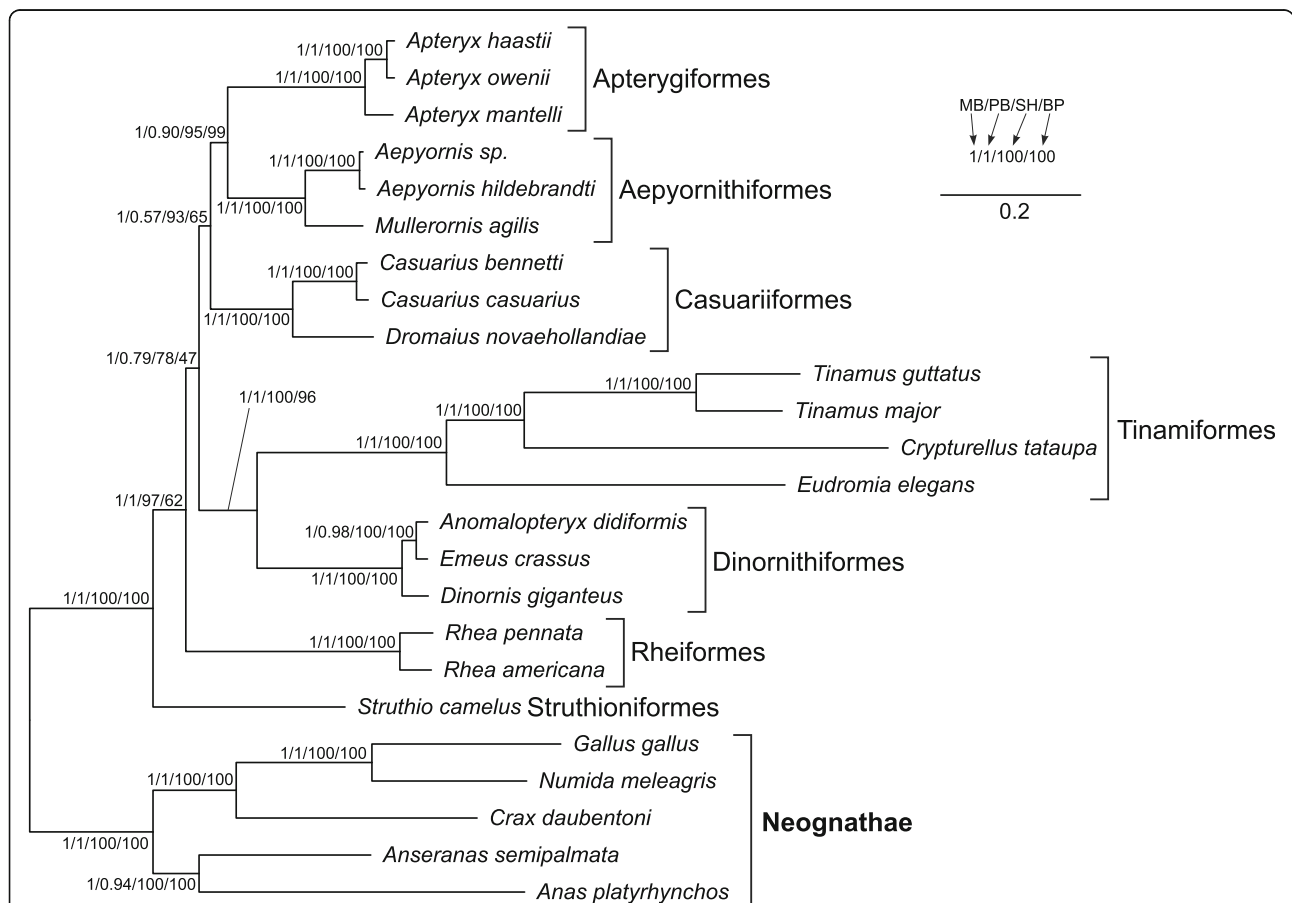 1/1/100/100
Apteryx haastii
1/1/100/100
Apteryx owenii
Apterygiformes
Apteryx mantelli
MB/PB/SH/BP
1/1/100/100
0.2
1/0.90/95/99
1/1/100/100
Aepyornis sp.
Aepyornis hildebrandti
Aepyornithiformes
1/1/100/100
Mullerornis agilis
1/0.57/93/65
1/1/100/100
Casuarius bennetti
Casuarius casuarius
Casuariiformes
1/1/100/100
Dromaius novaehollandiae
1/0.79/78/47
1/1/100/96
1/1/100/100
Tinamus guttatus
1/1/100/100
Tinamus major
Tinamiformes
1/1/100/100
Crypturellus tataupa
Eudromia elegans
1/1/97/62
1/0.98/100/100
Anomalopteryx didiformis
Emeus crassus
Dinornithiformes
1/1/100/100
Dinornis giganteus
1/1/100/100
1/1/100/100
Rhea pennata
Rheiformes
Rhea americana
Struthio camelus Struthioniformes
1/1/100/100
Gallus gallus
1/1/100/100
Numida meleagris
Crax daubentoni
Neognathae
1/1/100/100
Anseranas semipalmata
1/0.94/100/100
Anas platyrhynchos